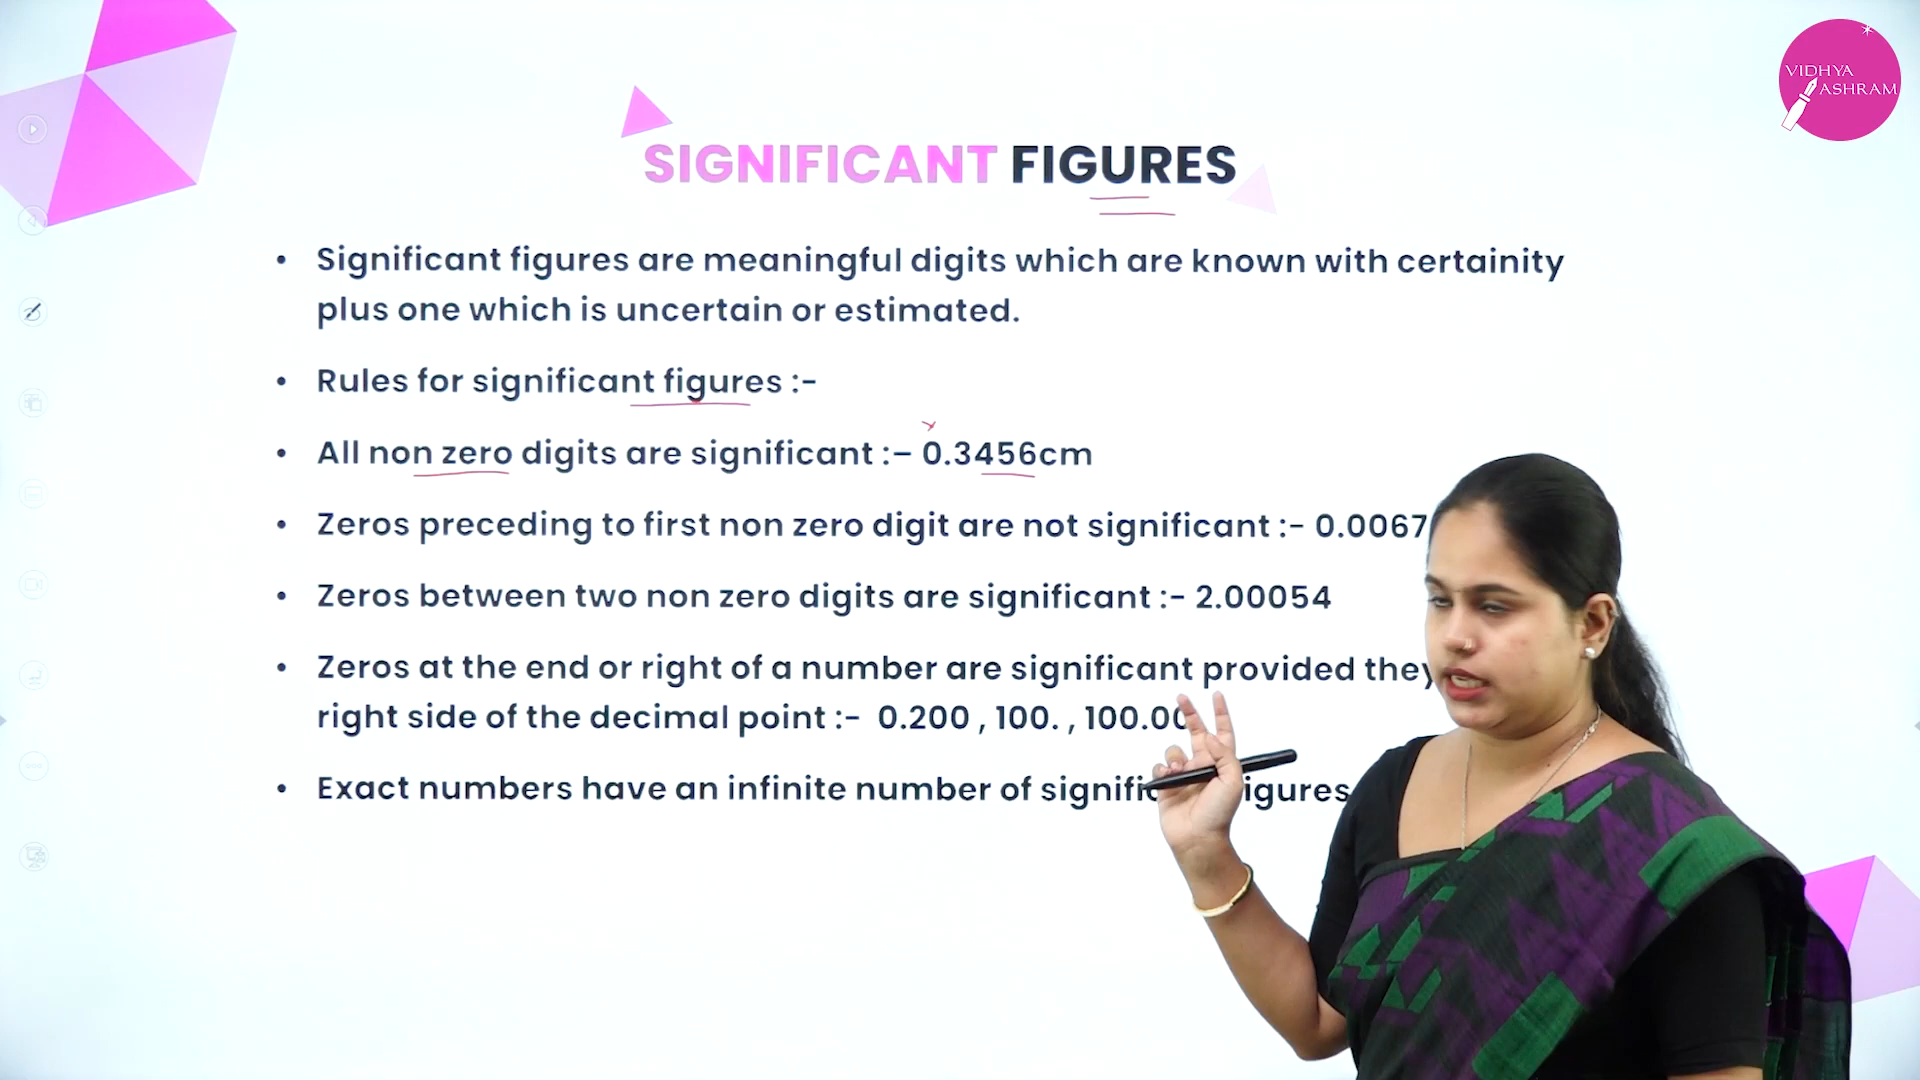 VIDHYA
ASHRAM
SIGNIFICANT FIGURES
• Significant figures are meaningful digits which are known with certainity
plus one which is uncertain or estimated.
• Rules for significant figures :-
• All non zero digits are significant :– 0.3456cm
• Zeros preceding to first non zero digit are not significant :- 0.0067
• Zeros between two non zero digits are significant :- 2.00054
• Zeros at the end or right of a number are significant provided they
right side of the decimal point :- 0.200 , 100. , 100.00
• Exact numbers have an infinite number of figures